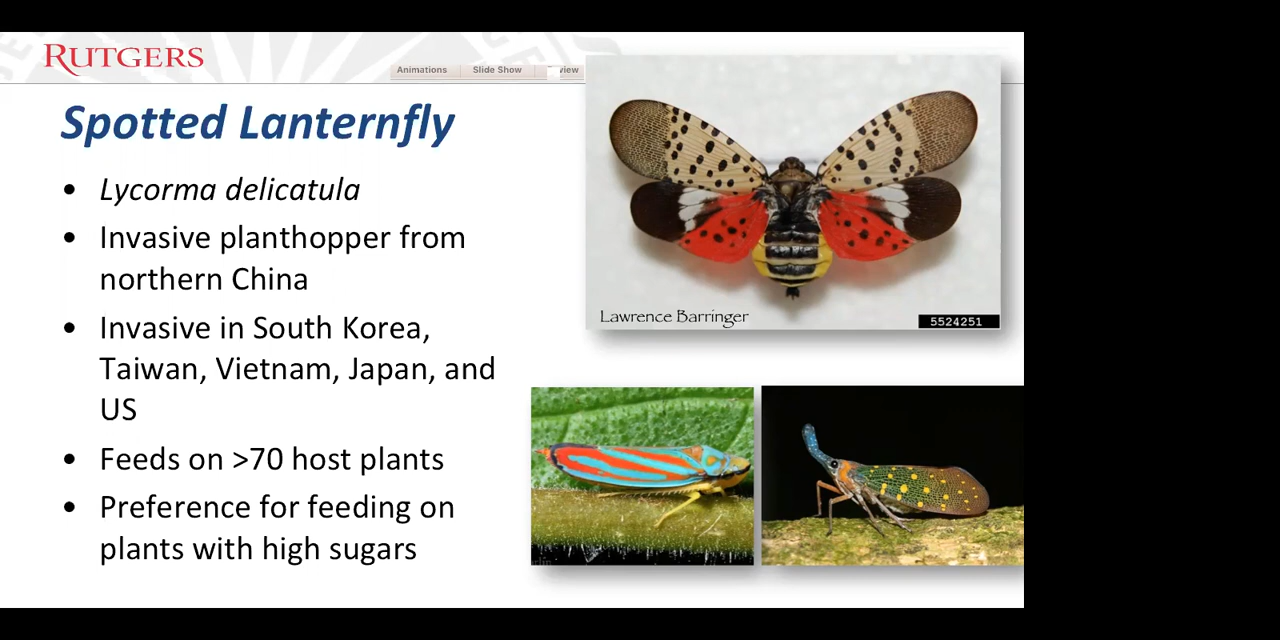 RUTGERS
Animations Slide Show
Spotted Lanternfly
• Lycorma delicatula
• Invasive planthopper from
northern China
• Invasive in South Korea,
Taiwan, Vietnam, Japan, and
US
• Feeds on >70 host plants
• Preference for feeding on
plants with high sugars
Lawrence Barringer
5524251